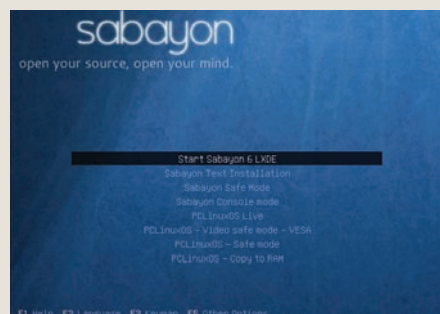 sabayon
open your source, open your mind.
Start Sabayon 6 LXDE
Sabayon Text Installation
Sabayon Safe Mode
Sabayon Console mode
PCLinuxOS Live
PCLinuxOS - Video safe mode - VESA
PCLinuxOS - Safe mode
PCLinuxOS - Copy to RAM
F1 Help F2 Language F3 Keymap F5 Other Options